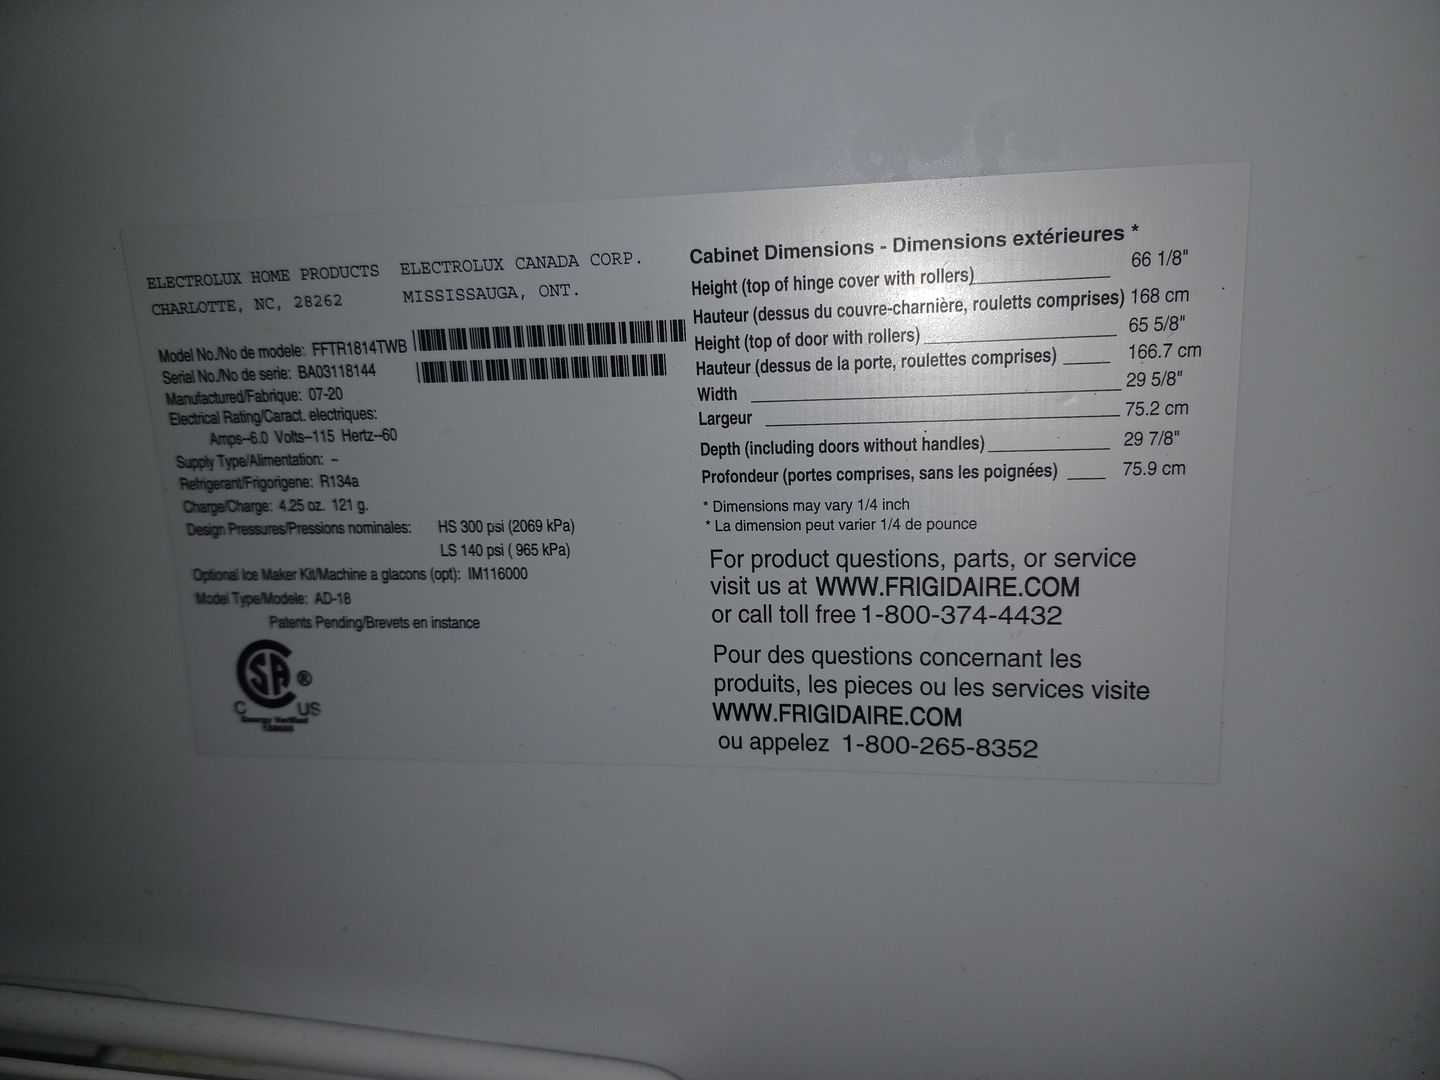 ELECTROLUX HOME PRODUCTS ELECTROLUX CANADA CORP.
CHARLOTTE, NC, 28262 MISSISSAUGA, ONT.
Model No./No de modele: FFTR1814TWB
Serial No./No de serie: BA03118144
Manufactured/Fabrique: 07-20
Electrical Rating/Caract. electriques:
Amps--6.0 Volts--115 Hertz--60
Supply Type/Alimentation: ~
Refrigerant/Frigorigene: R134a
Charge/Charge: 4.25 oz. 121 g.
Design Pressures/Pressions nominales: HS 300 psi (2069 kPa)
LS 140 psi ( 965 kPa)
Optional Ice Maker Kit/Machine a glacons (opt): IM116000
Model Type/Modele: AD-18
Patents Pending/Brevets en instance
CSA ®
C US
Energy Verified
Cabinet Dimensions - Dimensions extérieures *
Height (top of hinge cover with rollers) 66 1/8"
Hauteur (dessus du couvre-charnière, rouletts comprises) 168 cm
Height (top of door with rollers) 65 5/8"
Hauteur (dessus de la porte, roulettes comprises) 166.7 cm
Width 29 5/8"
Largeur 75.2 cm
Depth (including doors without handles) 29 7/8"
Profondeur (portes comprises, sans les poignées) 75.9 cm
* Dimensions may vary 1/4 inch
* La dimension peut varier 1/4 de pounce
For product questions, parts, or service
visit us at WWW.FRIGIDAIRE.COM
or call toll free 1-800-374-4432
Pour des questions concernant les
produits, les pieces ou les services visite
WWW.FRIGIDAIRE.COM
ou appelez 1-800-265-8352